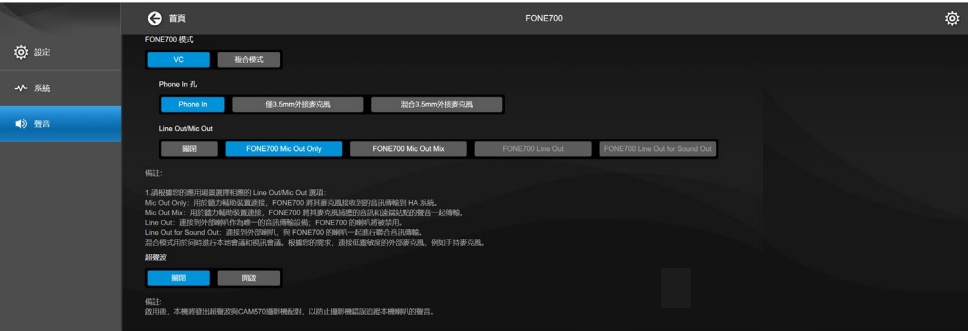 首頁
FONE700
設定
系統
聲音
FONE700 模式
VC 複合模式
Phone In 孔
Phone In 僅3.5mm外接麥克風 混合3.5mm外接麥克風
Line Out/Mic Out
關閉 FONE700 Mic Out Only FONE700 Mic Out Mix FONE700 Line Out FONE700 Line Out for Sound Out
備註:
1.請根據您的應用場景選擇相應的 Line Out/Mic Out 選項:
Mic Out Only: 用於聽力輔助裝置連接, FONE700 將其麥克風接收到的音訊傳輸到 HA 系統。
Mic Out Mix: 用於聽力輔助裝置連接, FONE700 將其麥克風捕獲的音訊和遠端站點的聲音一起傳輸。
Line Out: 連接到外部喇叭作為唯一的音訊傳輸設備; FONE700 的喇叭將被禁用。
Line Out for Sound Out: 連接到外部喇叭, 與 FONE700 的喇叭一起進行聯合音訊傳輸。
混合模式用於同時進行本地會議和視訊會議。根據您的需求, 連接低靈敏度的外部麥克風, 例如手持麥克風。
超聲波
關閉 開啟
備註:
啟用後, 本機將發出超聲波與CAM570攝影機配對, 以防止攝影機錯誤追蹤本機喇叭的聲音。